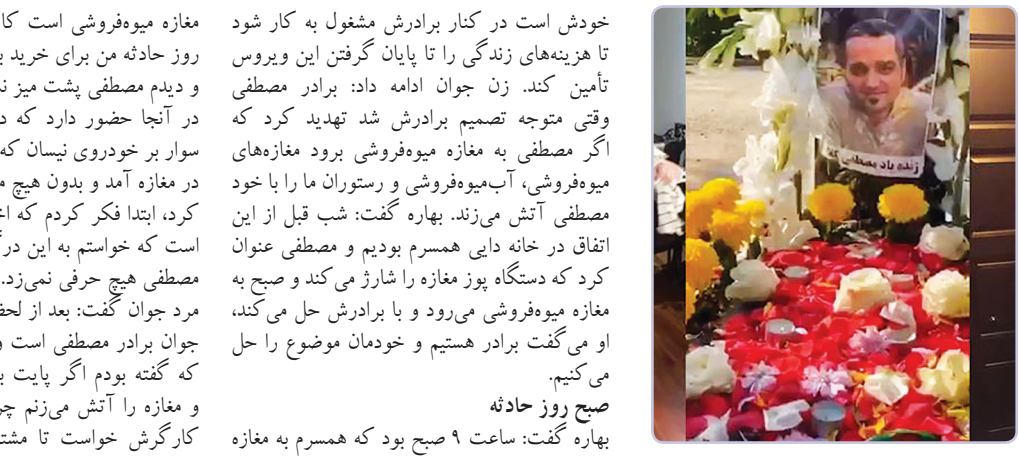 زنده یاد مصطفی
خودش است در کنار برادرش مشغول به کار شود
تا هزینه‌های زندگی را تا پایان گرفتن این ویروس
تأمین کند. زن جوان ادامه داد: برادر مصطفی
وقتی متوجه تصمیم برادرش شد تهدید کرد که
اگر مصطفی به مغازه میوه‌فروشی برود مغازه‌های
میوه‌فروشی، آب‌میوه‌فروشی و رستوران ما را با خود
مصطفی آتش می‌زند. بهاره گفت: شب قبل از این
اتفاق در خانه دایی همسرم بودیم و مصطفی عنوان
کرد که دستگاه پوز مغازه را شارژ می‌کند و صبح به
مغازه میوه‌فروشی می‌رود و با برادرش حل می‌کند،
او می‌گفت برادر هستیم و خودمان موضوع را حل
می‌کنیم.
صبح روز حادثه
بهاره گفت: ساعت ۹ صبح بود که همسرم به مغازه
مغازه میوه‌فروشی است
روز حادثه من برای خرید
و دیدم مصطفی پشت میز
در آنجا حضور دارد که
سوار بر خودروی نیسان که
در مغازه آمد و بدون هیچ
کرد، ابتدا فکر کردم که
است که خواستم به این
مصطفی هیچ حرفی نمی‌زد.
مرد جوان گفت: بعد از
جوان برادر مصطفی است
که گفته بودم اگر پایت
و مغازه را آتش می‌زنم
کارگرش خواست تا